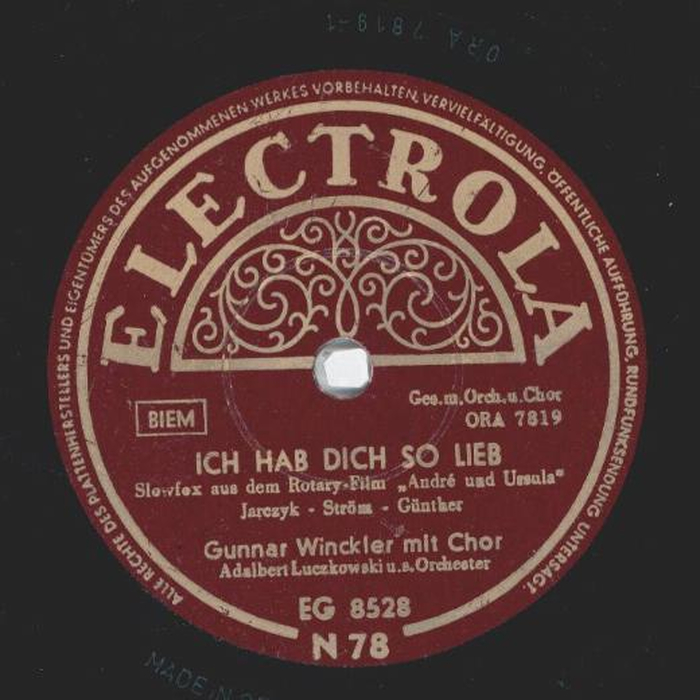 ORA 7819-1
ALLE RECHTE DES PLATTENHERSTELLERS UND EIGENTÜMERS DES AUFGENOMMENEN WERKES VORBEHALTEN, VERVIELFÄLTIGUNG, ÖFFENTLICHE AUFFÜHRUNG, RUNDFUNKSENDUNG UNTERSAGT.
ELECTROLA
BIEM
Ges.m.Orch.u.Chor
ORA 7819
ICH HAB DICH SO LIEB
Slowfox aus dem Rotary-Film „André und Ursula“
Jarczyk - Ström - Günther
Gunnar Winckler mit Chor
Adalbert Luczkowski u.s.Orchester
EG 8528
N 78
MADE IN